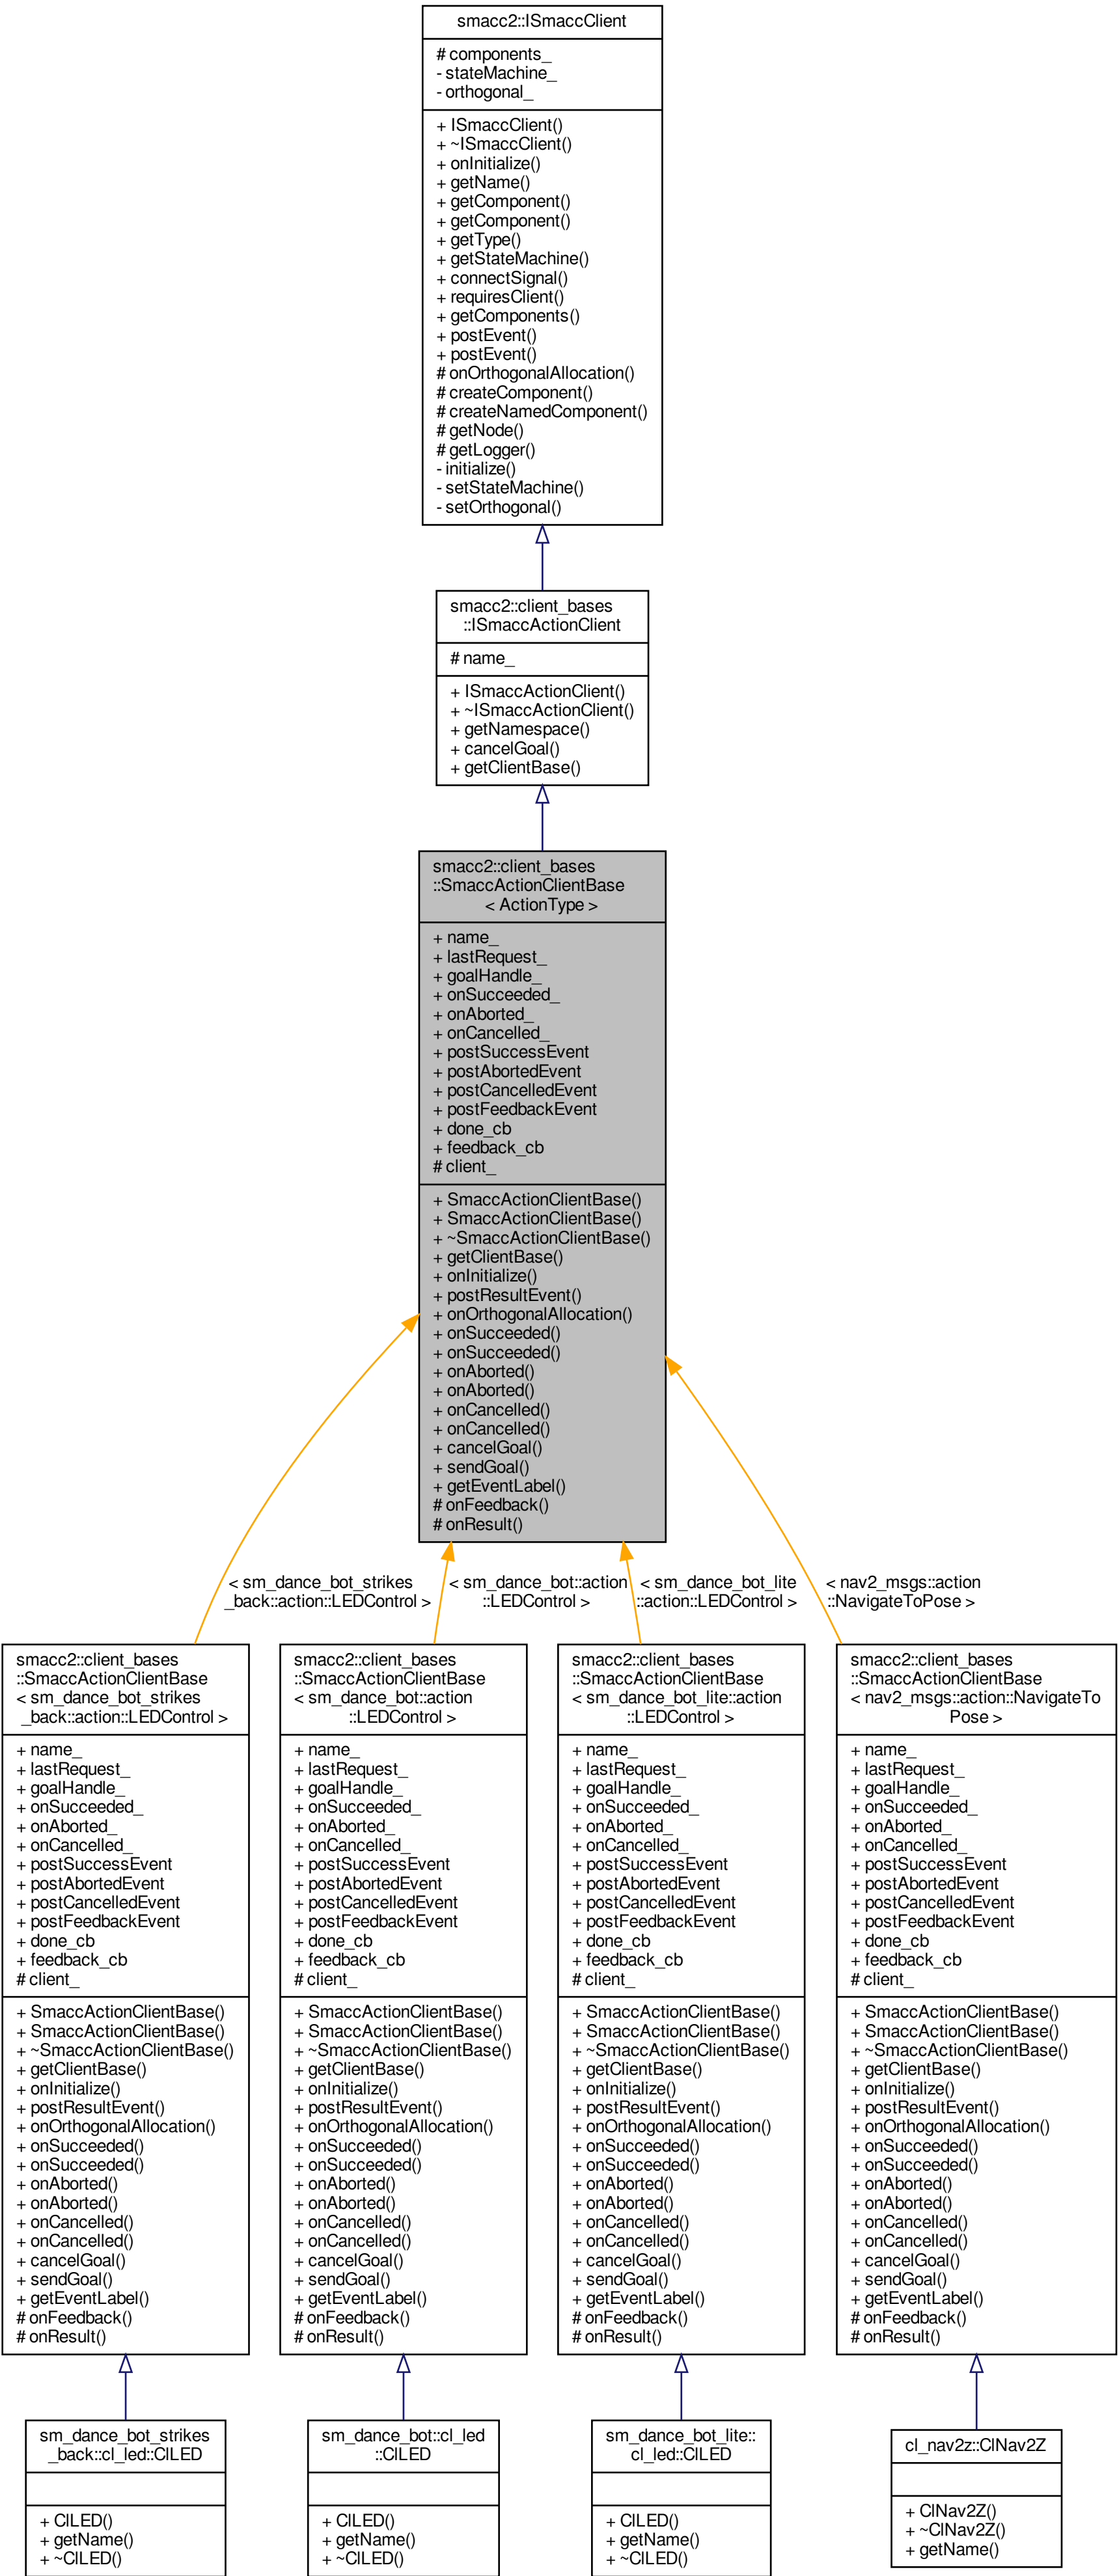 smacc2::ISmaccClient
# components_
- stateMachine_
- orthogonal_
+ ISmaccClient()
+ ~ISmaccClient()
+ onInitialize()
+ getName()
+ getComponent()
+ getComponent()
+ getType()
+ getStateMachine()
+ connectSignal()
+ requiresClient()
+ getComponents()
+ postEvent()
+ postEvent()
# onOrthogonalAllocation()
# createComponent()
# createNamedComponent()
# getNode()
# getLogger()
- initialize()
- setStateMachine()
- setOrthogonal()
smacc2::client_bases
::ISmaccActionClient
# name_
+ ISmaccActionClient()
+ ~ISmaccActionClient()
+ getNamespace()
+ cancelGoal()
+ getClientBase()
smacc2::client_bases
::SmaccActionClientBase
< ActionType >
+ name_
+ lastRequest_
+ goalHandle_
+ onSucceeded_
+ onAborted_
+ onCancelled_
+ postSuccessEvent
+ postAbortedEvent
+ postCancelledEvent
+ postFeedbackEvent
+ done_cb
+ feedback_cb
# client_
+ SmaccActionClientBase()
+ SmaccActionClientBase()
+ ~SmaccActionClientBase()
+ getClientBase()
+ onInitialize()
+ postResultEvent()
+ onOrthogonalAllocation()
+ onSucceeded()
+ onSucceeded()
+ onAborted()
+ onAborted()
+ onCancelled()
+ onCancelled()
+ cancelGoal()
+ sendGoal()
+ getEventLabel()
# onFeedback()
# onResult()
< sm_dance_bot_strikes
_back::action::LEDControl >
< sm_dance_bot::action
::LEDControl >
< sm_dance_bot_lite
::action::LEDControl >
< nav2_msgs::action
::NavigateToPose >
smacc2::client_bases
::SmaccActionClientBase
< sm_dance_bot_strikes
_back::action::LEDControl >
+ name_
+ lastRequest_
+ goalHandle_
+ onSucceeded_
+ onAborted_
+ onCancelled_
+ postSuccessEvent
+ postAbortedEvent
+ postCancelledEvent
+ postFeedbackEvent
+ done_cb
+ feedback_cb
# client_
+ SmaccActionClientBase()
+ SmaccActionClientBase()
+ ~SmaccActionClientBase()
+ getClientBase()
+ onInitialize()
+ postResultEvent()
+ onOrthogonalAllocation()
+ onSucceeded()
+ onSucceeded()
+ onAborted()
+ onAborted()
+ onCancelled()
+ onCancelled()
+ cancelGoal()
+ sendGoal()
+ getEventLabel()
# onFeedback()
# onResult()
smacc2::client_bases
::SmaccActionClientBase
< sm_dance_bot::action
::LEDControl >
+ name_
+ lastRequest_
+ goalHandle_
+ onSucceeded_
+ onAborted_
+ onCancelled_
+ postSuccessEvent
+ postAbortedEvent
+ postCancelledEvent
+ postFeedbackEvent
+ done_cb
+ feedback_cb
# client_
+ SmaccActionClientBase()
+ SmaccActionClientBase()
+ ~SmaccActionClientBase()
+ getClientBase()
+ onInitialize()
+ postResultEvent()
+ onOrthogonalAllocation()
+ onSucceeded()
+ onSucceeded()
+ onAborted()
+ onAborted()
+ onCancelled()
+ onCancelled()
+ cancelGoal()
+ sendGoal()
+ getEventLabel()
# onFeedback()
# onResult()
smacc2::client_bases
::SmaccActionClientBase
< sm_dance_bot_lite::action
::LEDControl >
+ name_
+ lastRequest_
+ goalHandle_
+ onSucceeded_
+ onAborted_
+ onCancelled_
+ postSuccessEvent
+ postAbortedEvent
+ postCancelledEvent
+ postFeedbackEvent
+ done_cb
+ feedback_cb
# client_
+ SmaccActionClientBase()
+ SmaccActionClientBase()
+ ~SmaccActionClientBase()
+ getClientBase()
+ onInitialize()
+ postResultEvent()
+ onOrthogonalAllocation()
+ onSucceeded()
+ onSucceeded()
+ onAborted()
+ onAborted()
+ onCancelled()
+ onCancelled()
+ cancelGoal()
+ sendGoal()
+ getEventLabel()
# onFeedback()
# onResult()
smacc2::client_bases
::SmaccActionClientBase
< nav2_msgs::action::NavigateTo
Pose >
+ name_
+ lastRequest_
+ goalHandle_
+ onSucceeded_
+ onAborted_
+ onCancelled_
+ postSuccessEvent
+ postAbortedEvent
+ postCancelledEvent
+ postFeedbackEvent
+ done_cb
+ feedback_cb
# client_
+ SmaccActionClientBase()
+ SmaccActionClientBase()
+ ~SmaccActionClientBase()
+ getClientBase()
+ onInitialize()
+ postResultEvent()
+ onOrthogonalAllocation()
+ onSucceeded()
+ onSucceeded()
+ onAborted()
+ onAborted()
+ onCancelled()
+ onCancelled()
+ cancelGoal()
+ sendGoal()
+ getEventLabel()
# onFeedback()
# onResult()
sm_dance_bot_strikes
_back::cl_led::ClLED
+ ClLED()
+ getName()
+ ~ClLED()
sm_dance_bot::cl_led
::ClLED
+ ClLED()
+ getName()
+ ~ClLED()
sm_dance_bot_lite::
cl_led::ClLED
+ ClLED()
+ getName()
+ ~ClLED()
cl_nav2z::ClNav2Z
+ ClNav2Z()
+ ~ClNav2Z()
+ getName()